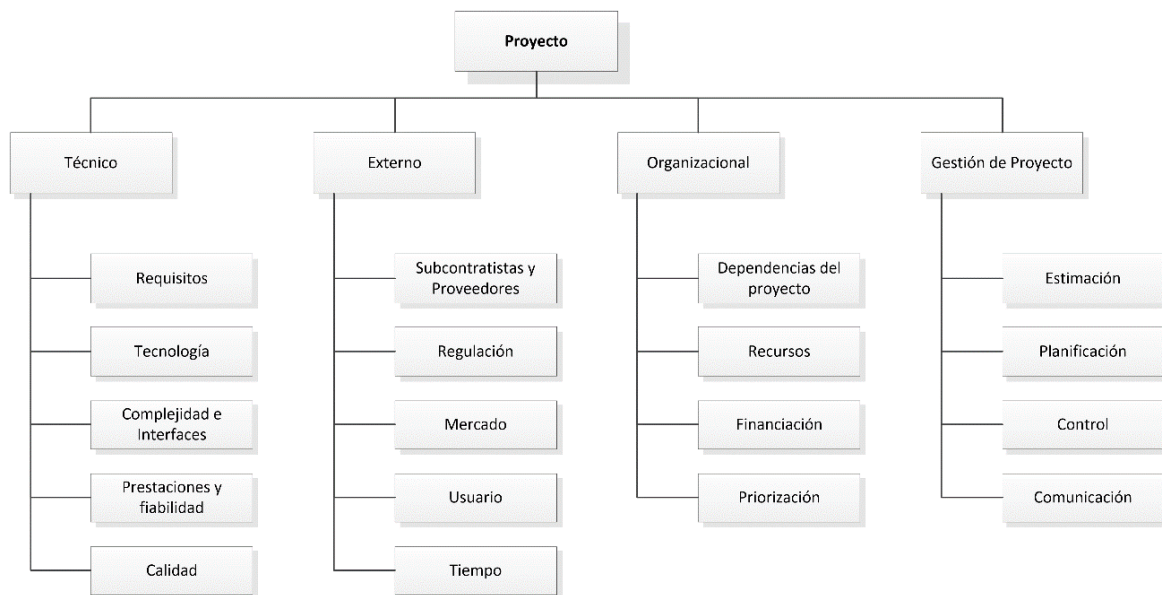 Proyecto
Técnico
Externo
Organizacional
Gestión de Proyecto
Requisitos
Tecnología
Complejidad e
Interfaces
Prestaciones y
fiabilidad
Calidad
Subcontratistas y
Proveedores
Regulación
Mercado
Usuario
Tiempo
Dependencias del
proyecto
Recursos
Financiación
Priorización
Estimación
Planificación
Control
Comunicación